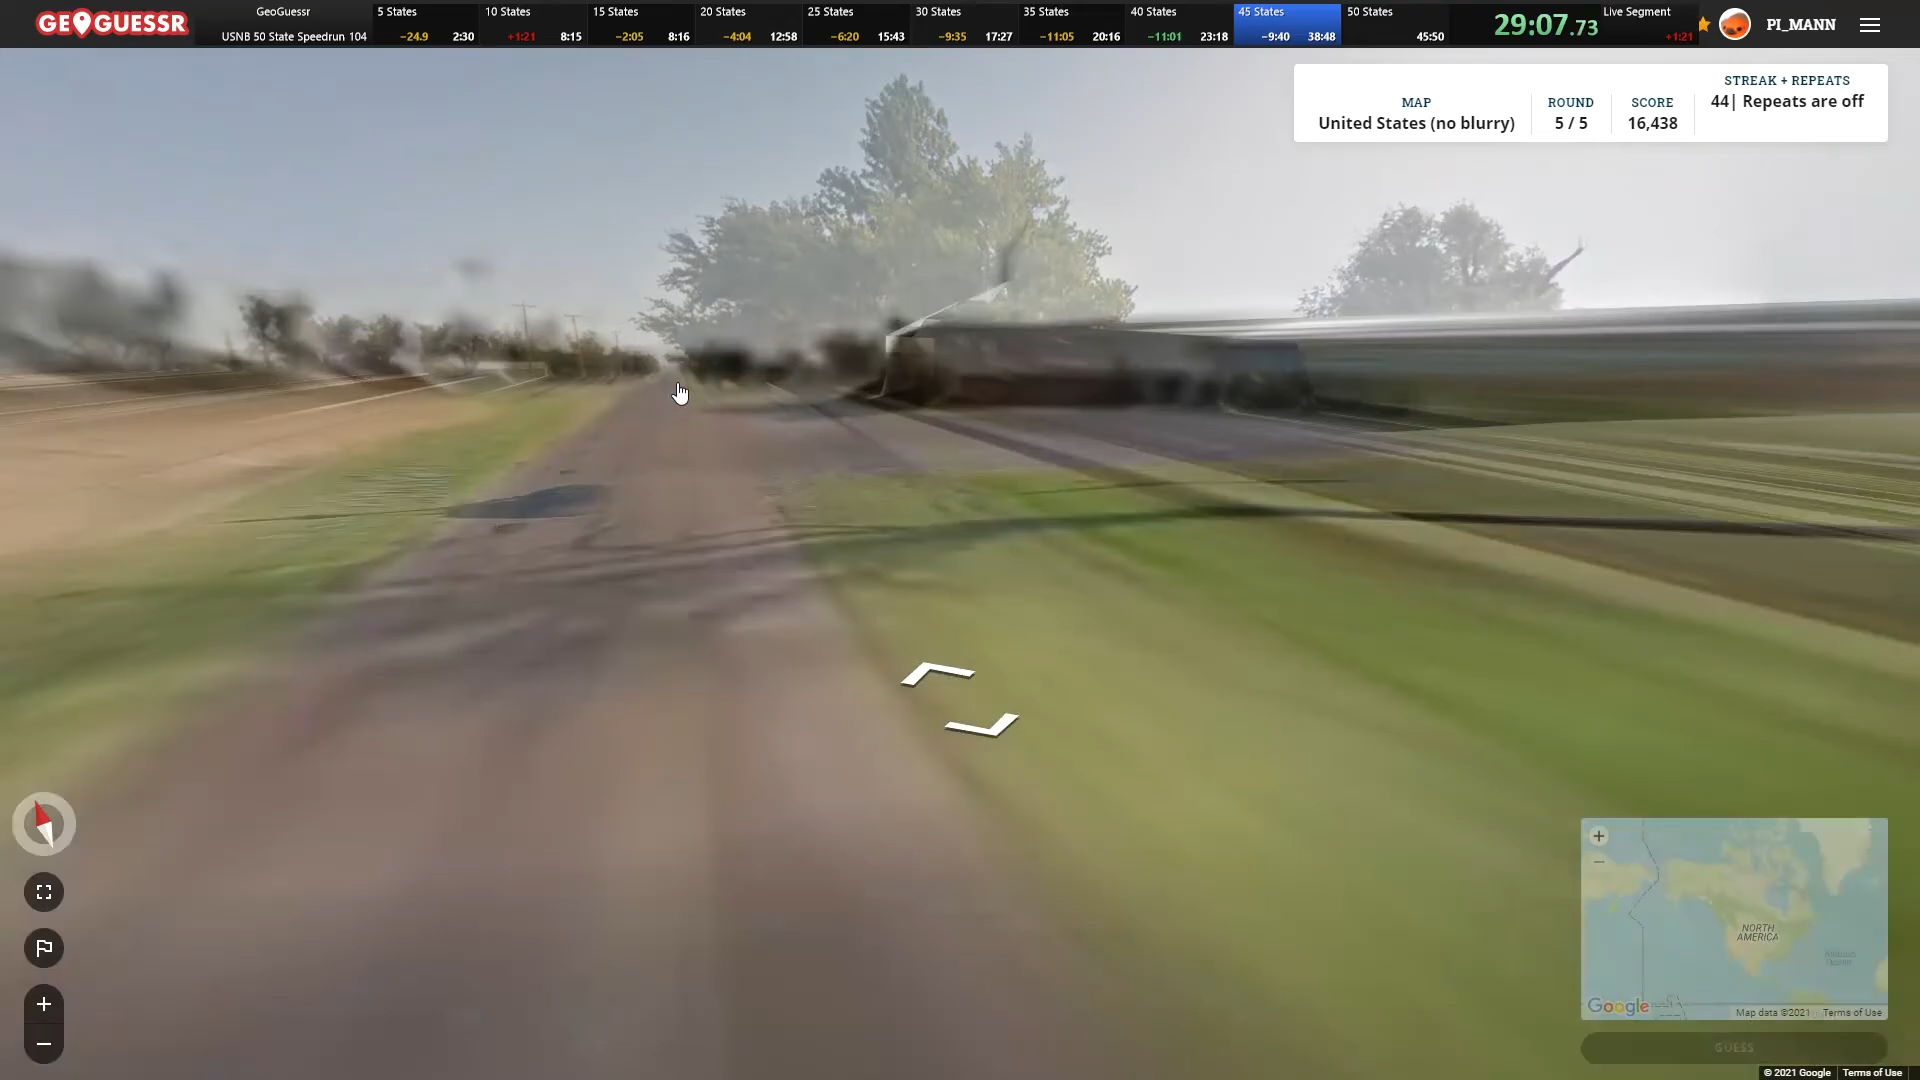 GEOGUESSR
GeoGuessr
USNB 50 State Speedrun 104
5 States
−24.9 2:30
10 States
+1:21 8:15
15 States
−2:05 8:16
20 States
−4:04 12:58
25 States
−6:20 15:43
30 States
−9:35 17:27
35 States
−11:05 20:16
40 States
−11:01 23:18
45 States
−9:40 38:48
50 States
45:50
29:07.73
Live Segment
+1:21
PI_MANN
MAP
United States (no blurry)
ROUND
5 / 5
SCORE
16,438
STREAK + REPEATS
44| Repeats are off
NORTH
AMERICA
Google
Map data ©2021 Terms of Use
GUESS
© 2021 Google Terms of Use